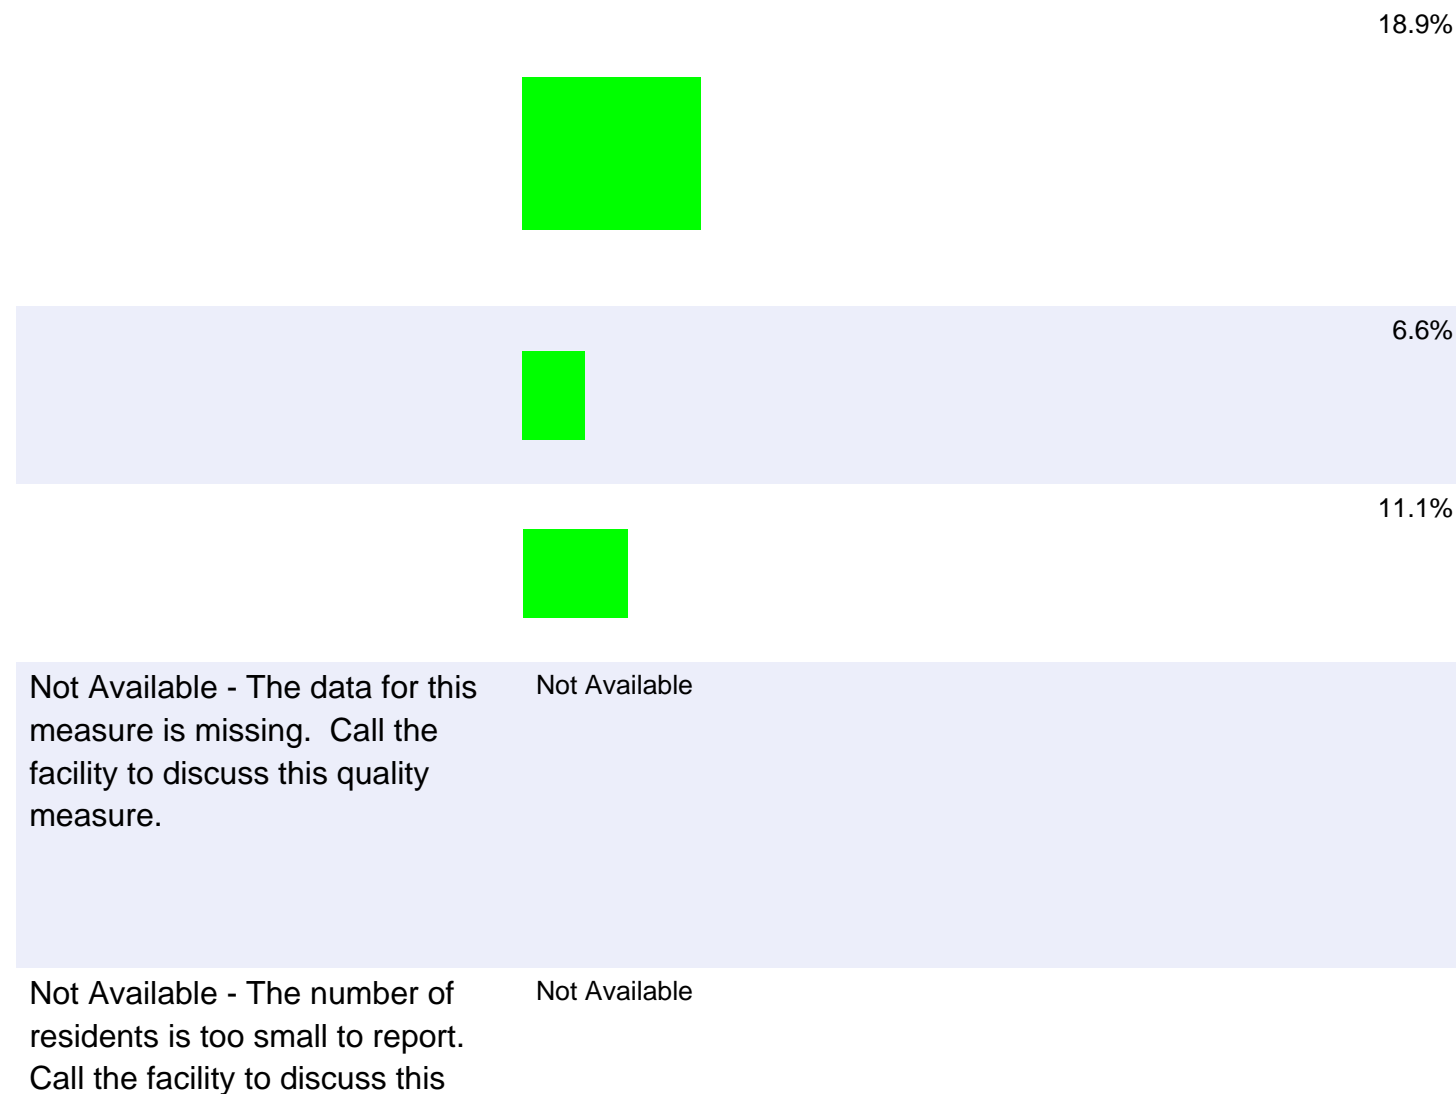 18.9%
6.6%
11.1%
Not Available - The data for this
measure is missing.  Call the
facility to discuss this quality
measure.
Not Available
Not Available - The number of
residents is too small to report.
Call the facility to discuss this
Not Available